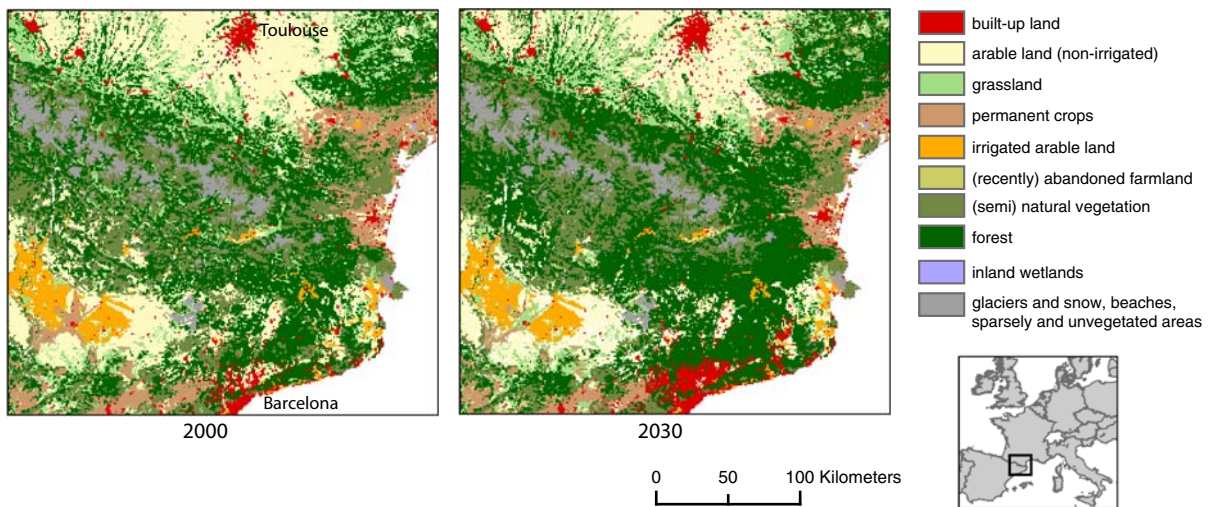 Toulouse
Barcelona
2000
2030
0 50 100 Kilometers
built-up land
arable land (non-irrigated)
grassland
permanent crops
irrigated arable land
(recently) abandoned farmland
(semi) natural vegetation
forest
inland wetlands
glaciers and snow, beaches,
sparsely and unvegetated areas